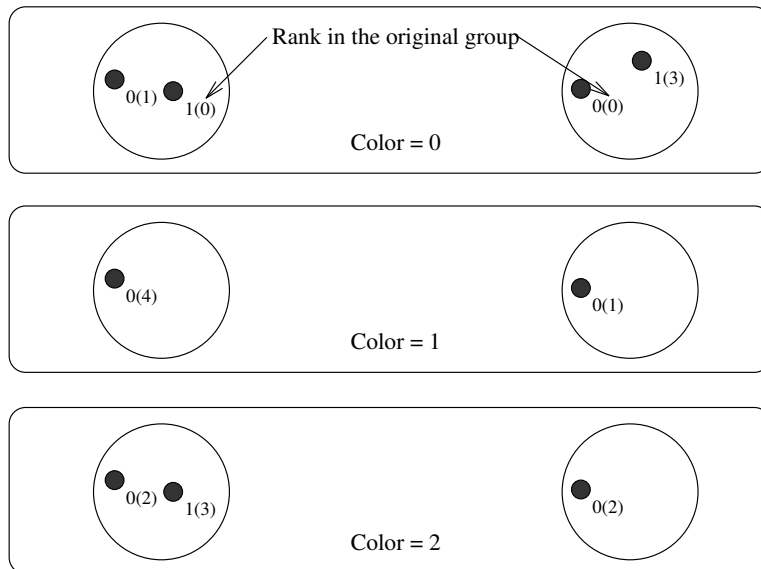 Rank in the original group
0(1)
1(0)
0(0)
1(3)
Color = 0
0(4)
0(1)
Color = 1
0(2)
1(3)
0(2)
Color = 2